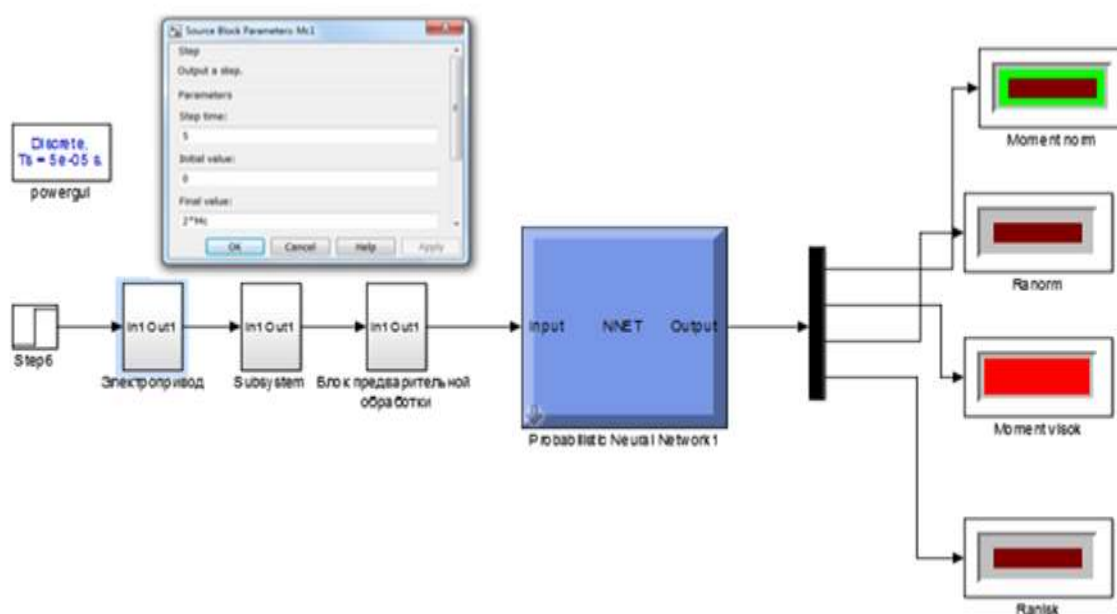 Source Block Parameters: Mc1
Step
Output a step.
Parameters
Step time:
5
Initial value:
0
Final value:
2*Mc
OK Cancel Help Apply
Discrete,
Ts = 5e-05 s.
powergui
Step6
In1 Out1
Электропривод
In1 Out1
Subsystem
In1 Out1
Блок предварительной
обработки
Input NNET Output
Probabilistic Neural Network1
Moment norm
Ranorm
Moment visok
Ranisk